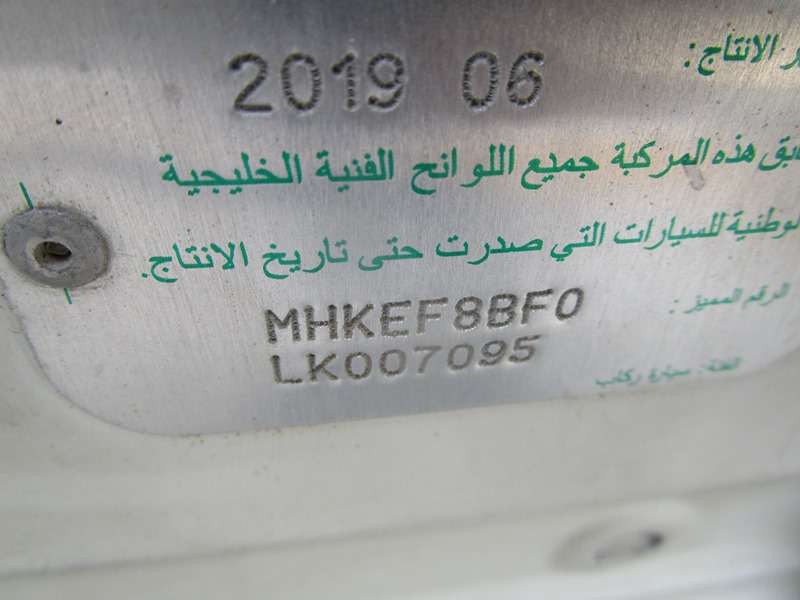 الانتاج: 2019 06
هذه المركبة جميع اللوائح الفنية الخليجية
للسيارات التي صدرت حتى تاريخ الانتاج.
الرقم المميز: MHKEF8BF0
LK007095
الفئة: سيارة ركاب